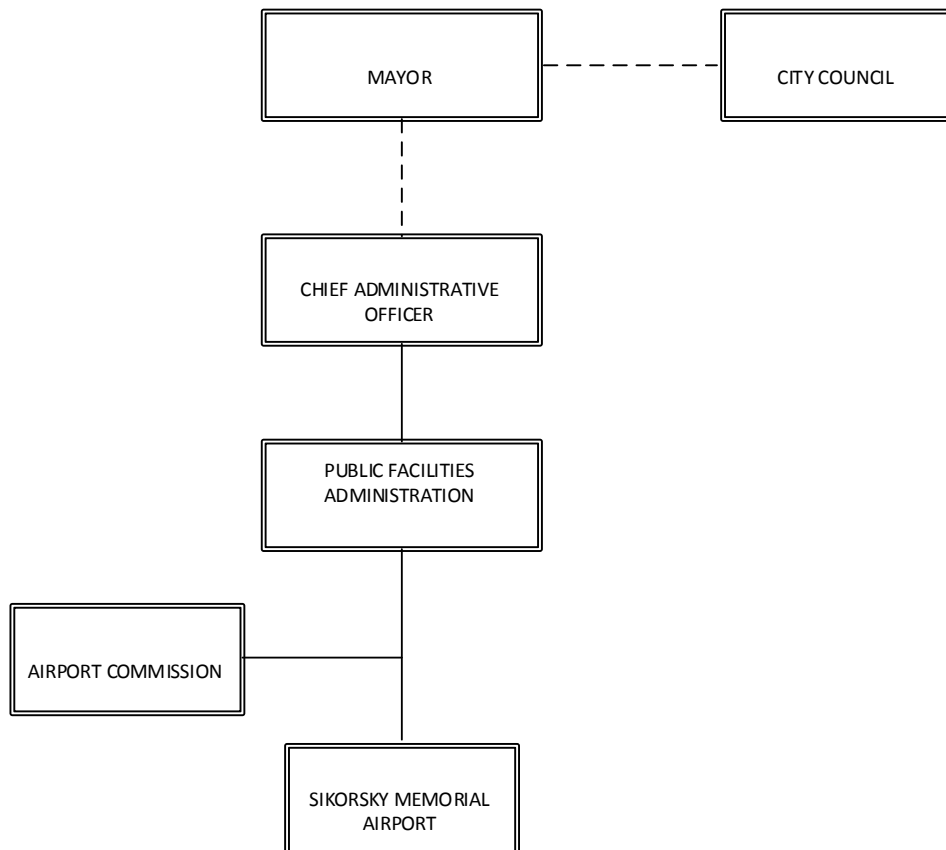 MAYOR
CITY COUNCIL
CHIEF ADMINISTRATIVE
OFFICER
PUBLIC FACILITIES
ADMINISTRATION
AIRPORT COMMISSION
SIKORSKY MEMORIAL
AIRPORT